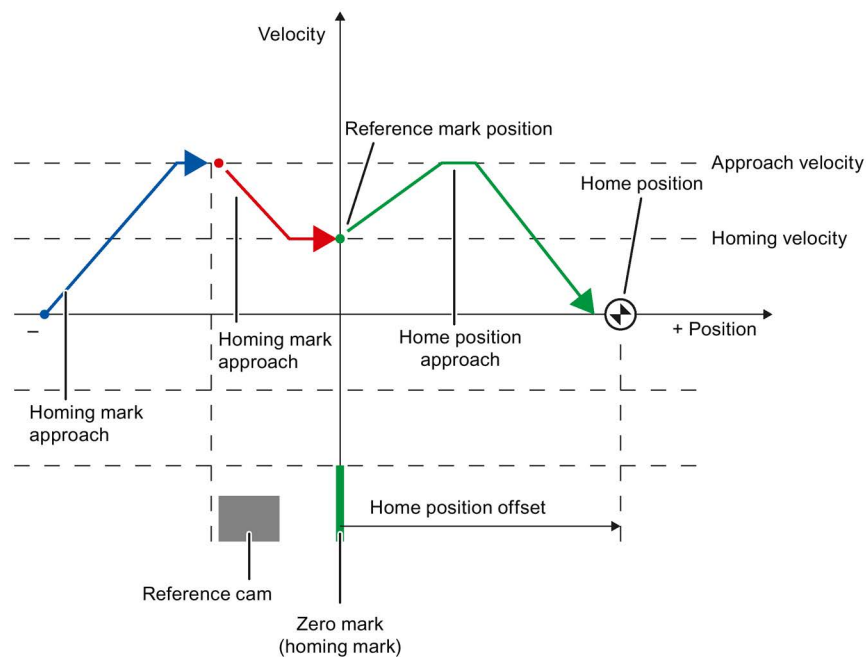 Velocity
Reference mark position
Approach velocity
Home position
Homing velocity
–
+ Position
Homing mark
approach
Home position
approach
Homing mark
approach
Home position offset
Reference cam
Zero mark
(homing mark)